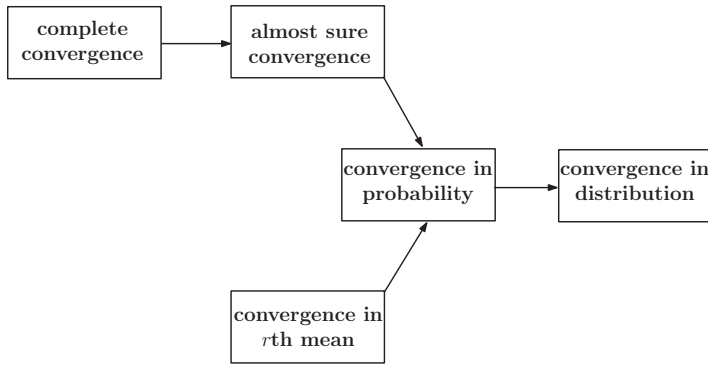 complete
convergence
almost sure
convergence
convergence in
probability
convergence in
distribution
convergence in
rth mean